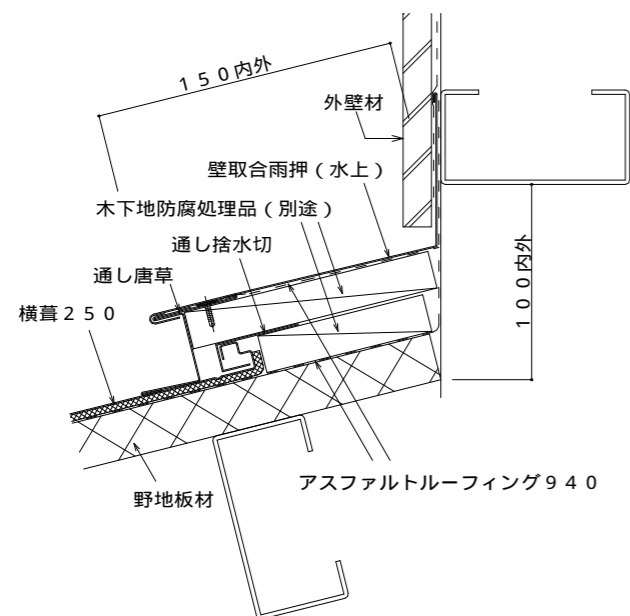 150内外
外壁材
壁取合雨押(水上)
木下地防腐処理品(別途)
通し捨水切
通し唐草
横葺250
100内外
アスファルトルーフィング940
野地板材